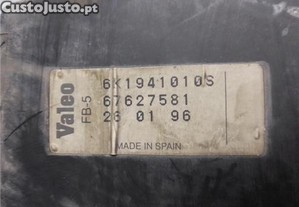 CustoJusto.pt
Valeo
FB-5
6K1941010S
67627581
26 01 96
MADE IN SPAIN